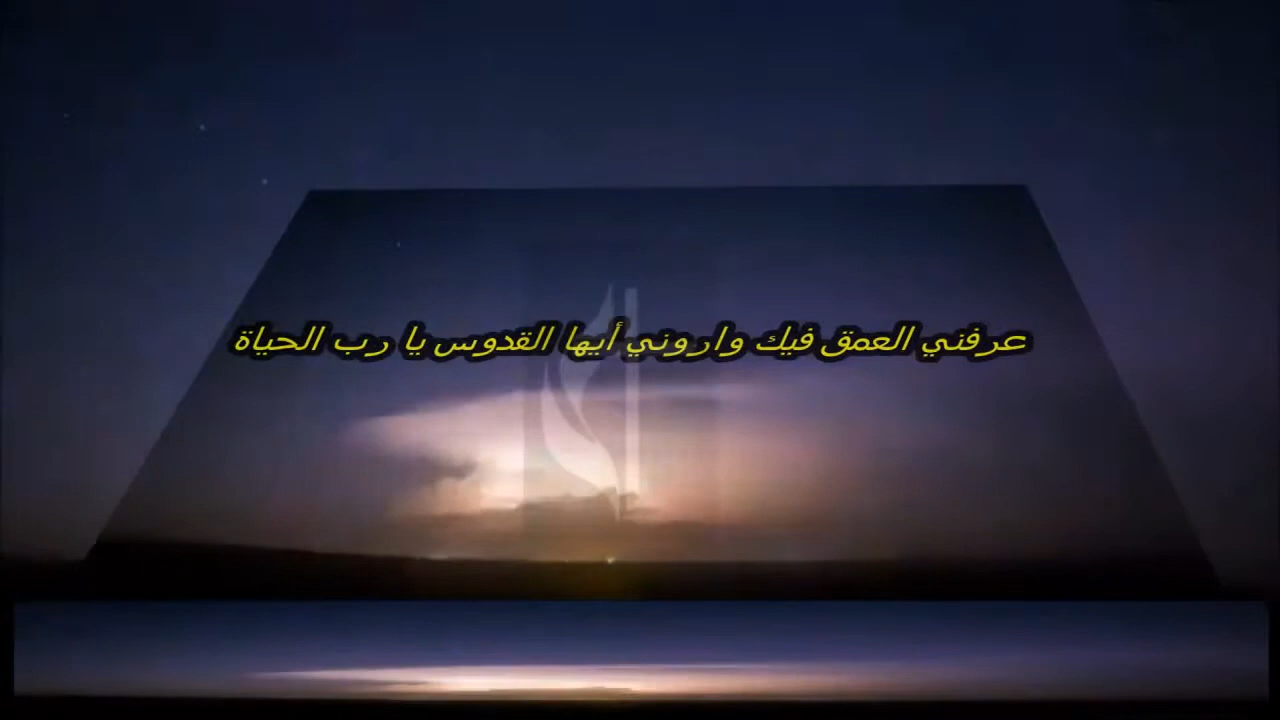 عرفني العمق فيك واروني أيها القدوس يا رب الحياة